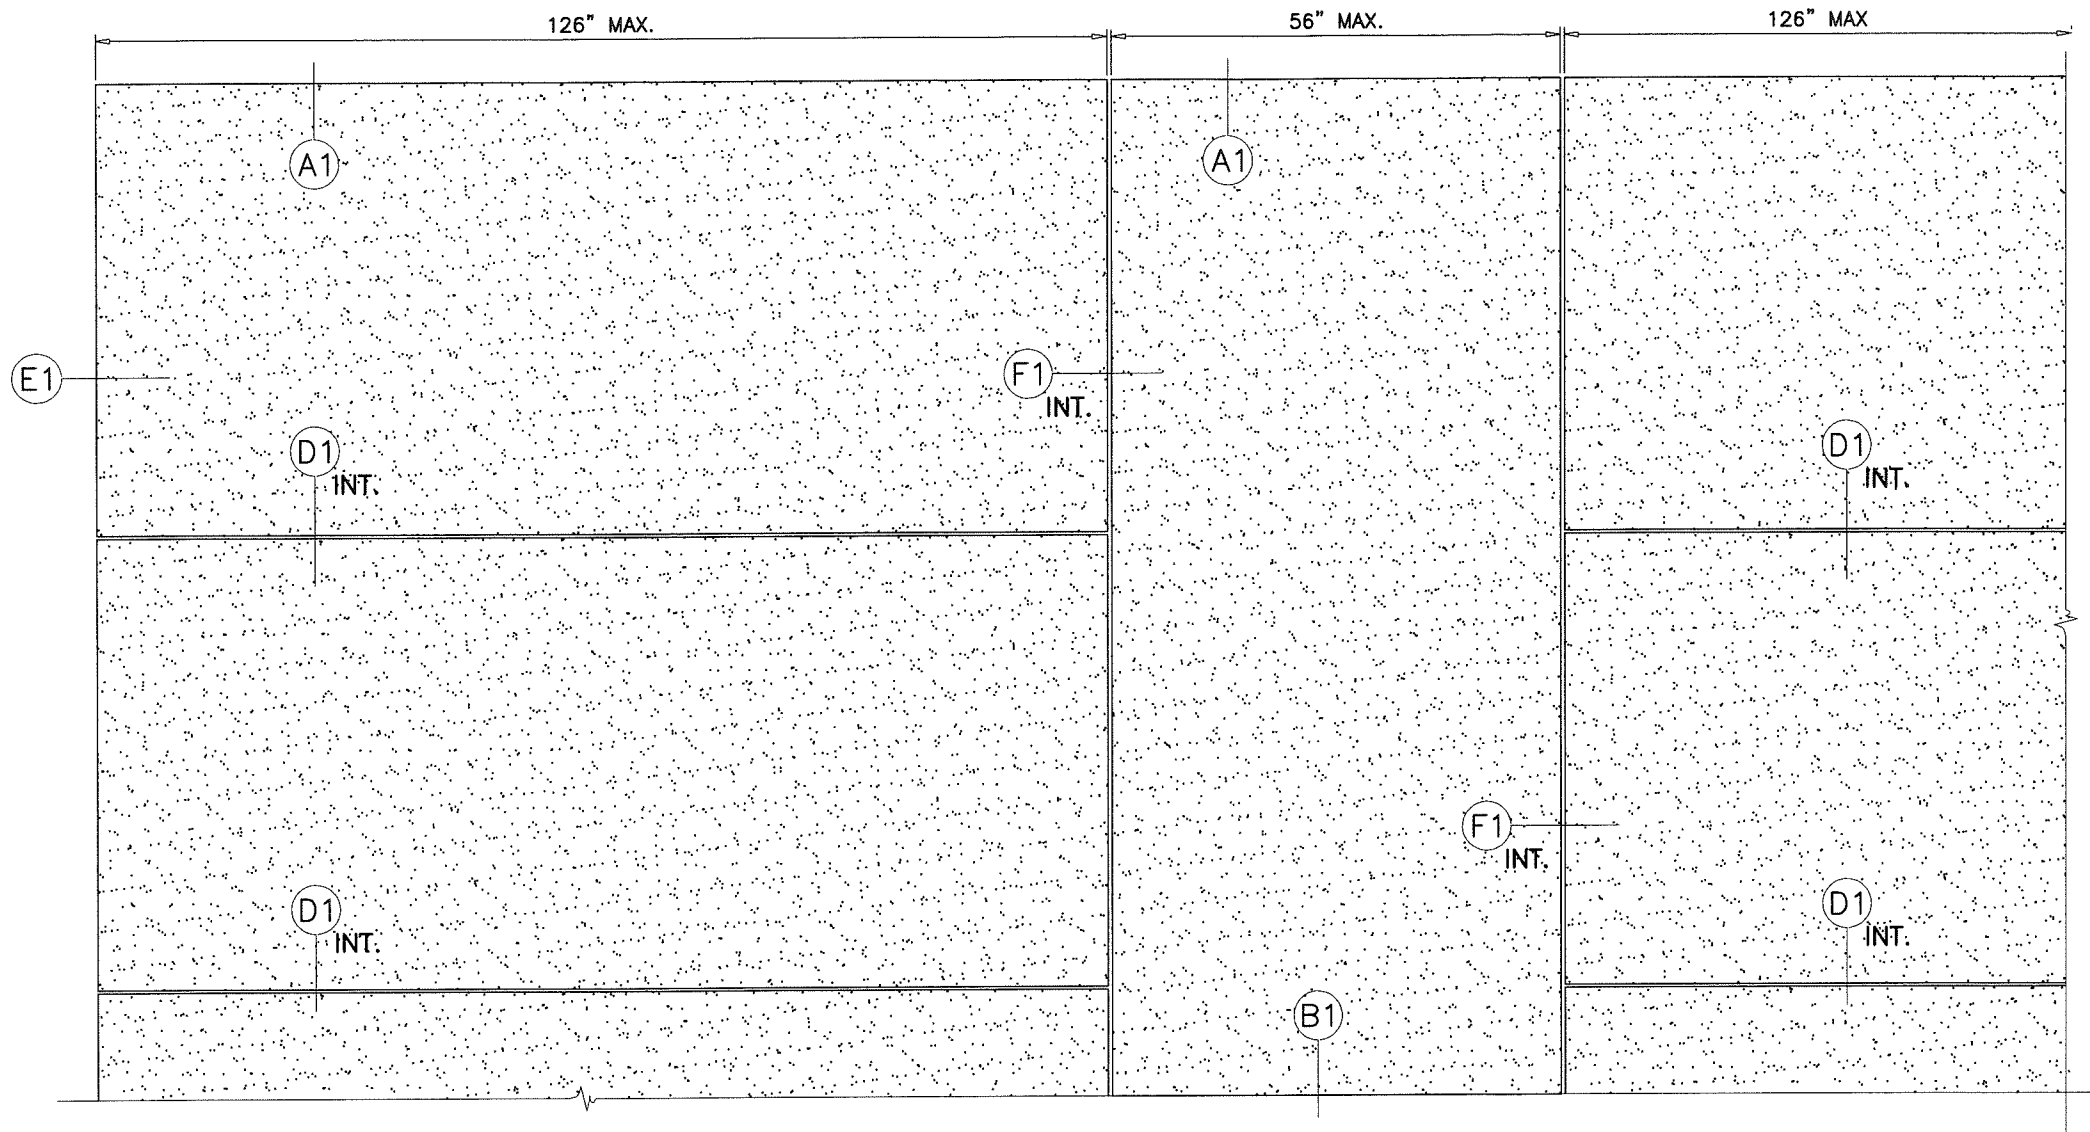 126" MAX.
56" MAX.
126" MAX
A1
A1
E1
F1
INT.
D1
INT.
D1
INT.
F1
INT.
D1
INT.
D1
INT.
B1